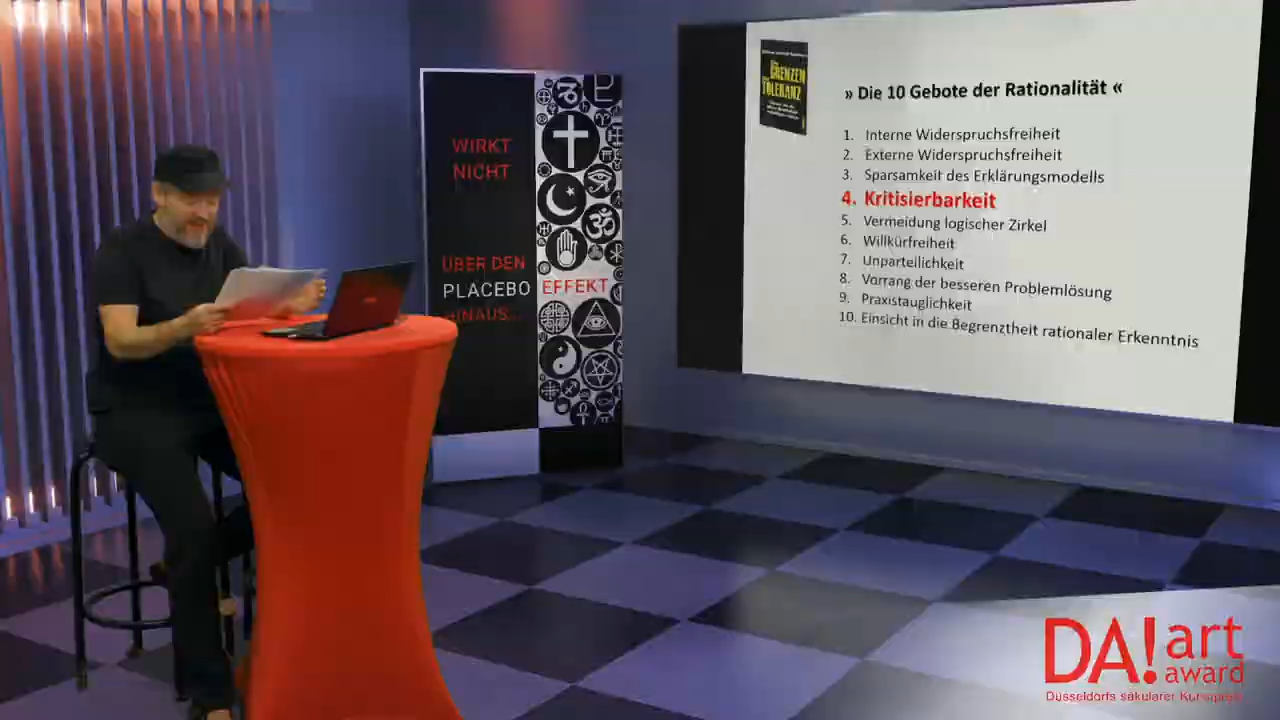 WIRKT
NICHT
ÜBER DEN
PLACEBO EFFEKT
HINAUS...
GRENZEN
TOLERANZ
» Die 10 Gebote der Rationalität «
1. Interne Widerspruchsfreiheit
2. Externe Widerspruchsfreiheit
3. Sparsamkeit des Erklärungsmodells
4. Kritisierbarkeit
5. Vermeidung logischer Zirkel
6. Willkürfreiheit
7. Unparteilichkeit
8. Vorrang der besseren Problemlösung
9. Praxistauglichkeit
10. Einsicht in die Begrenztheit rationaler Erkenntnis
DA! art
award
Düsseldorfs säkularer Kunstpreis